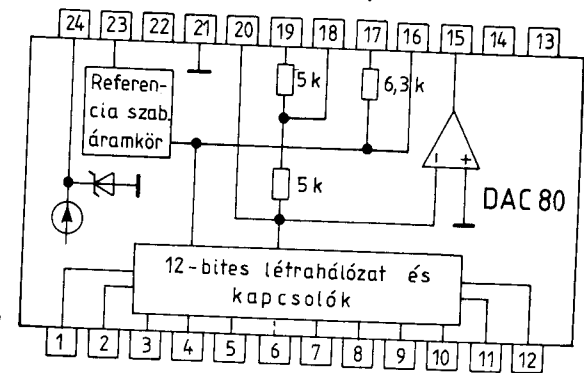 24 23 22 21 20 19 18 17 16 15 14 13
Referen-
cia szab.
áramkör
5 k
6,3 k
5 k
- +
DAC 80
12-bites létrahálózat és
kapcsolók
1 2 3 4 5 6 7 8 9 10 11 12